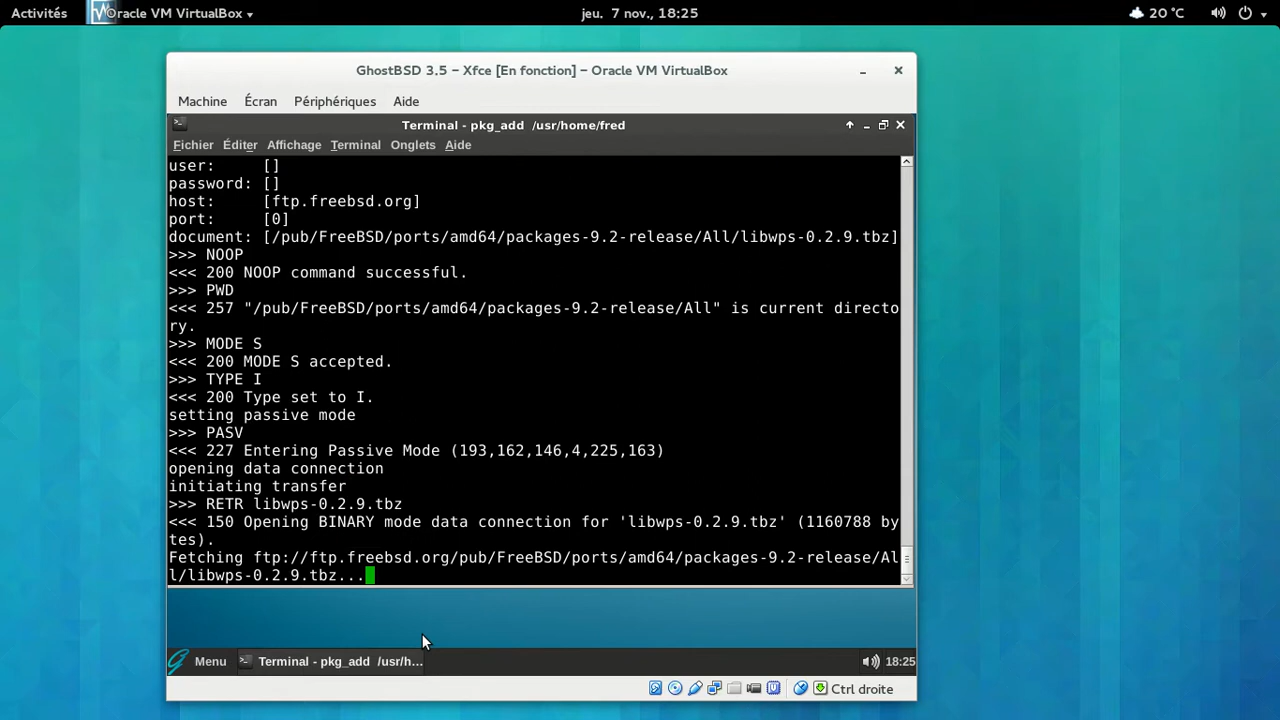 Activités
Oracle VM VirtualBox
jeu. 7 nov., 18:25
20 °C
GhostBSD 3.5 – Xfce [En fonction] – Oracle VM VirtualBox
Machine Écran Périphériques Aide
Terminal - pkg_add /usr/home/fred
Fichier Éditer Affichage Terminal Onglets Aide
user: []
password: []
host: [ftp.freebsd.org]
port: [0]
document: [/pub/FreeBSD/ports/amd64/packages-9.2-release/All/libwps-0.2.9.tbz]
>>> NOOP
<<< 200 NOOP command successful.
>>> PWD
<<< 257 "/pub/FreeBSD/ports/amd64/packages-9.2-release/All" is current directo
ry.
>>> MODE S
<<< 200 MODE S accepted.
>>> TYPE I
<<< 200 Type set to I.
setting passive mode
>>> PASV
<<< 227 Entering Passive Mode (193,162,146,4,225,163)
opening data connection
initiating transfer
>>> RETR libwps-0.2.9.tbz
<<< 150 Opening BINARY mode data connection for 'libwps-0.2.9.tbz' (1160788 by
tes).
Fetching ftp://ftp.freebsd.org/pub/FreeBSD/ports/amd64/packages-9.2-release/Al
l/libwps-0.2.9.tbz...
Menu
Terminal - pkg_add /usr/h...
18:25
Ctrl droite